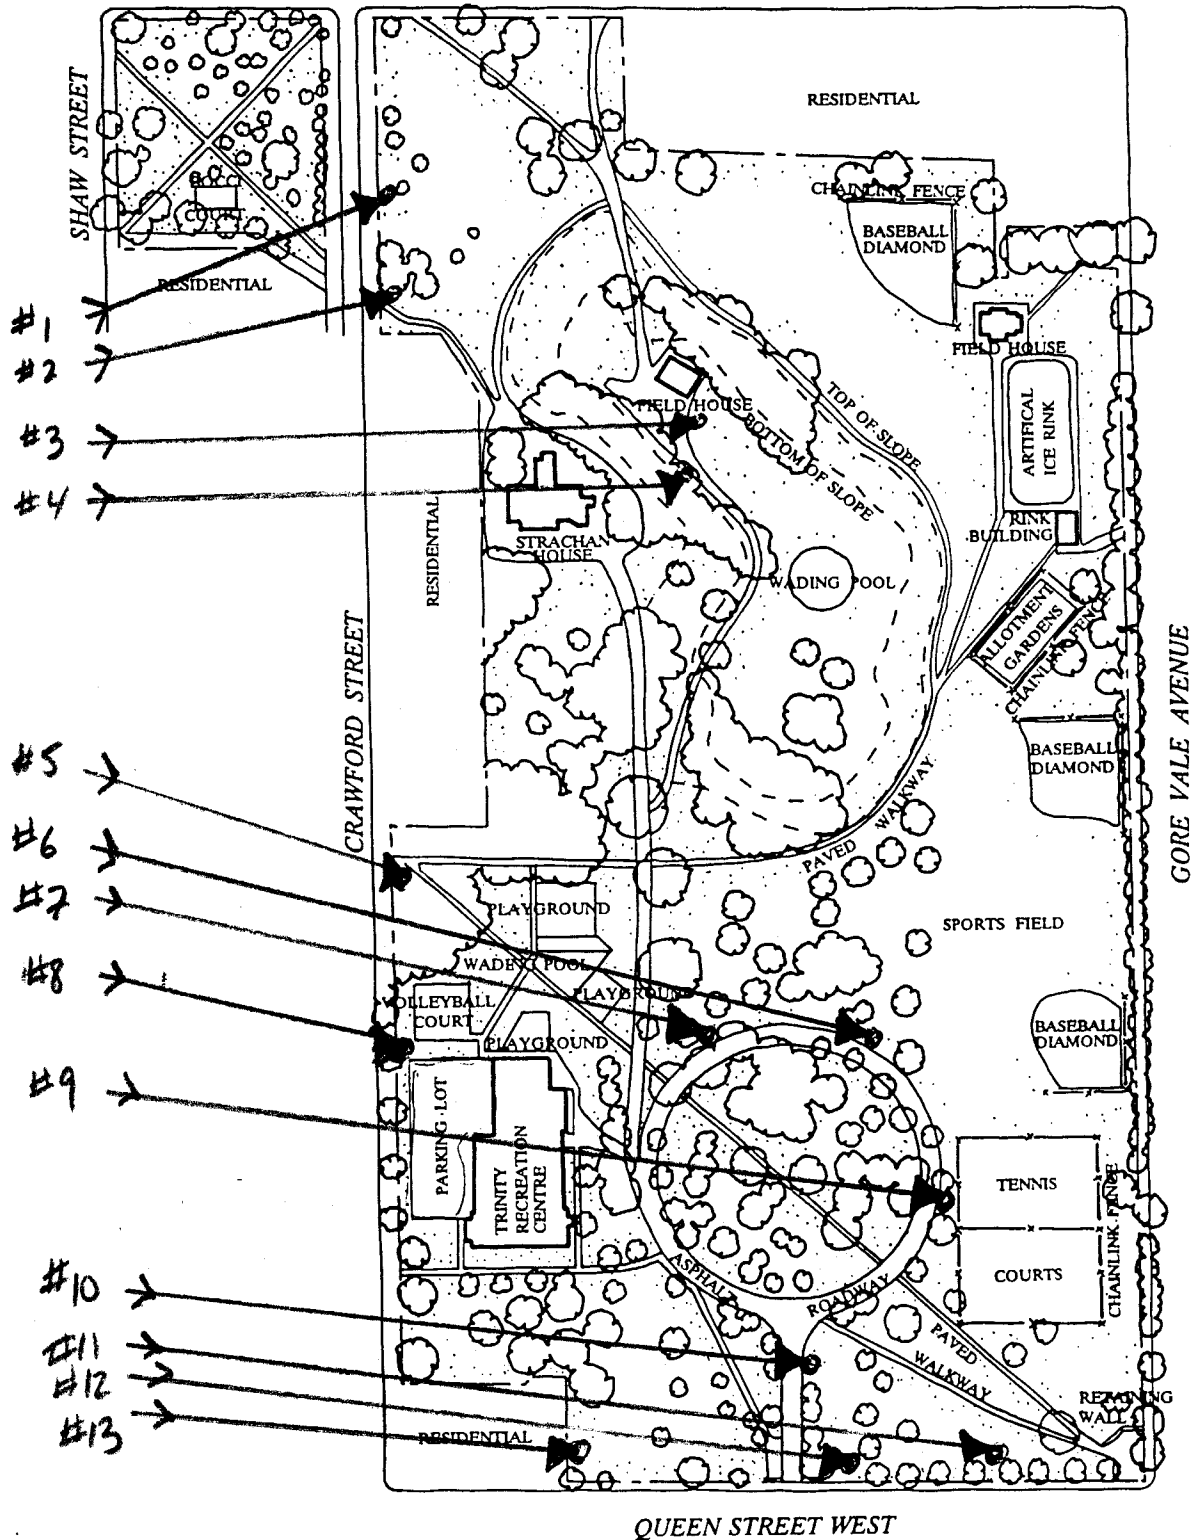 RESIDENTIAL
SHAW STREET
CHAINLINK FENCE
BOCCI
COURT
BASEBALL
DIAMOND
RESIDENTIAL
#1
#2
FIELD HOUSE
FIELD HOUSE
TOP OF SLOPE
BOTTOM OF SLOPE
ARTIFICAL
ICE RINK
#3
#4
RESIDENTIAL
STRACHAN
HOUSE
RINK
BUILDING
WADING POOL
ALLOTMENT
GARDENS
CHAINLINK FENCE
CRAWFORD STREET
GORE VALE AVENUE
BASEBALL
DIAMOND
#5
#6
#7
#8
PAVED
WALKWAY
PLAYGROUND
SPORTS FIELD
WADEY POOL
PLAYGROUND
VOLLEYBALL
COURT
PLAYGROUND
BASEBALL
DIAMOND
#9
PARKING LOT
TRINITY
RECREATION
CENTRE
TENNIS
COURTS
CHAINLINK FENCE
ASPHALT
ROADWAY
#10
#11
#12
#13
PAVED
WALKWAY
RETAINING
WALL
RESIDENTIAL
QUEEN STREET WEST